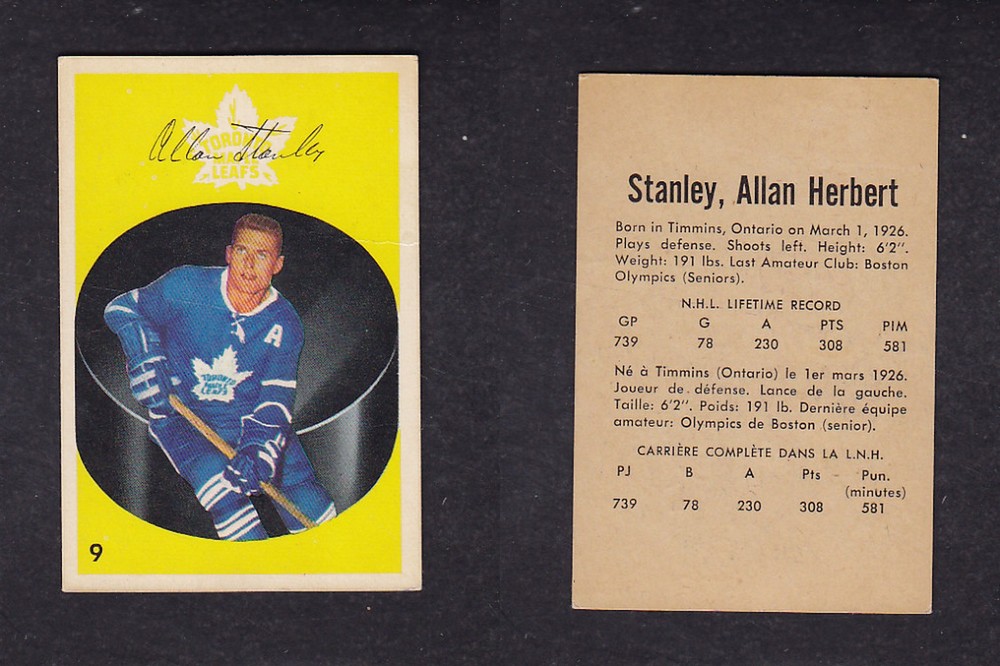 TORONTO
MAPLE
LEAFS
Allan Stanley
A
TORONTO
MAPLE
LEAFS
9
Stanley, Allan Herbert
Born in Timmins, Ontario on March 1, 1926.
Plays defense. Shoots left. Height: 6'2".
Weight: 191 lbs. Last Amateur Club: Boston
Olympics (Seniors).
N.H.L. LIFETIME RECORD
GP G A PTS PIM
739 78 230 308 581
Né à Timmins (Ontario) le 1er mars 1926.
Joueur de défense. Lance de la gauche.
Taille: 6'2". Poids: 191 lb. Dernière équipe
amateur: Olympics de Boston (senior).
CARRIÈRE COMPLÈTE DANS LA L.N.H.
PJ B A Pts Pun.
(minutes)
739 78 230 308 581